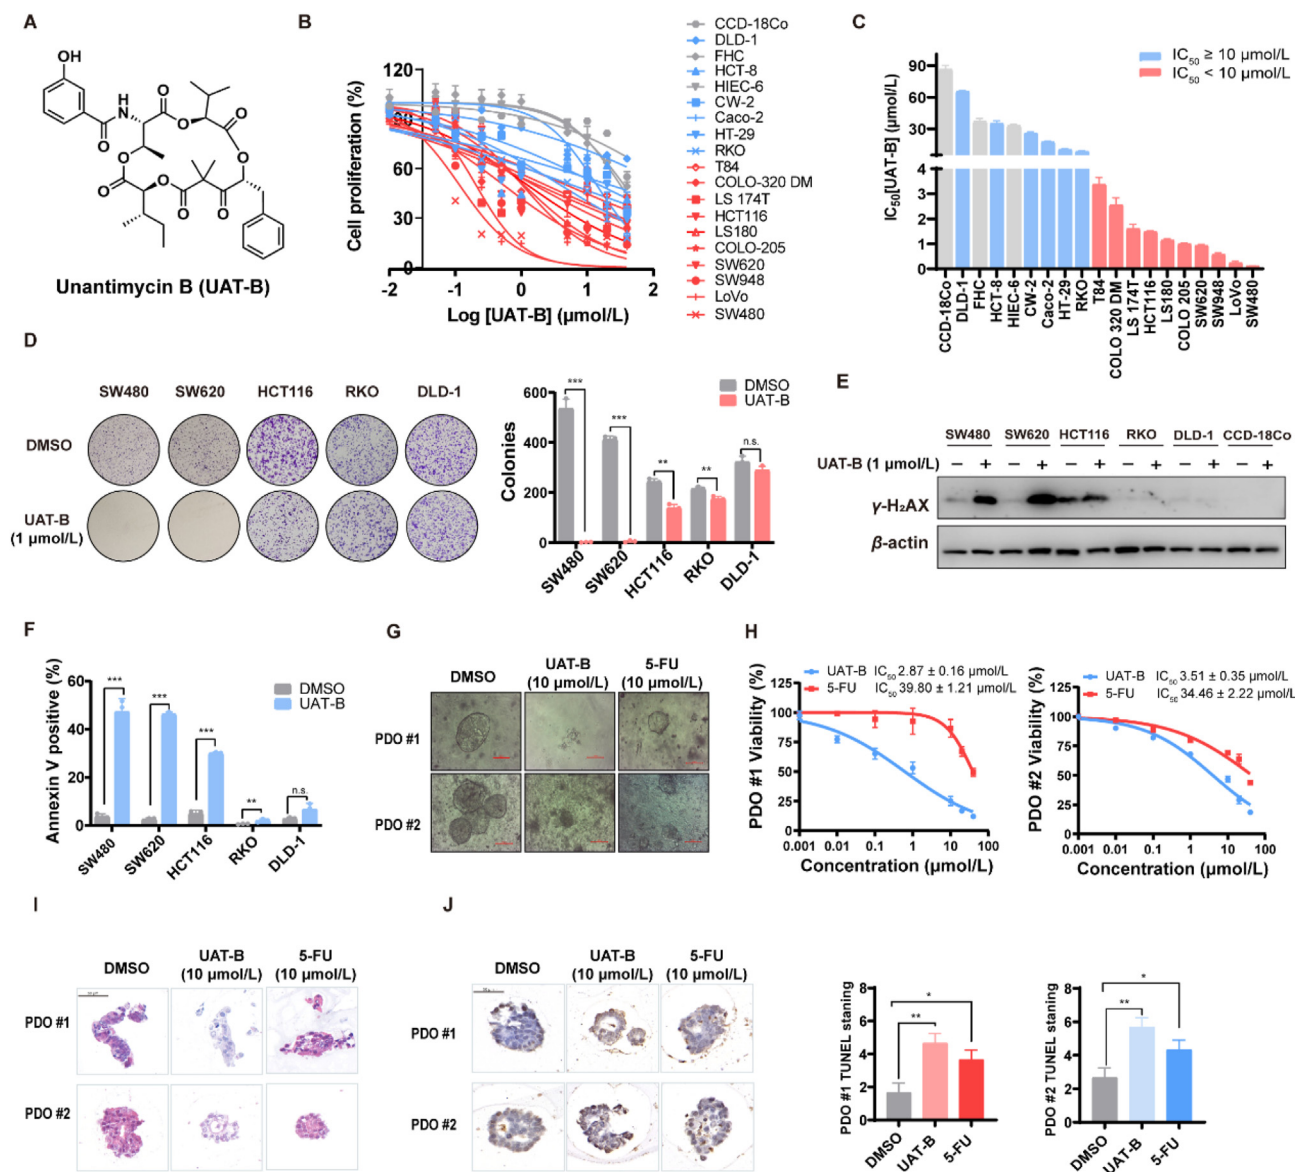 A
OH
H
N
O
O
O
O
O
O
O
O
O
O
Unantimycin B (UAT-B)
B
Cell proliferation (%)
120
90
60
30
0
-2
-1
0
1
2
Log [UAT-B] (μmol/L)
CCD-18Co
DLD-1
FHC
HCT-8
HIEC-6
CW-2
Caco-2
HT-29
RKO
T84
COLO-320 DM
LS 174T
HCT116
LS180
COLO-205
SW620
SW948
LoVo
SW480
C
IC50[UAT-B] (μmol/L)
IC50 ≥ 10 μmol/L
IC50 < 10 μmol/L
90
60
30
4
3
2
1
0
CCD-18Co
DLD-1
FHC
HCT-8
HIEC-6
CW-2
Caco-2
HT-29
RKO
T84
COLO 320 DM
LS 174T
HCT116
LS180
COLO 205
SW620
SW948
LoVo
SW480
D
SW480 SW620 HCT116 RKO DLD-1
DMSO
UAT-B
(1 μmol/L)
Colonies
600
400
200
0
DMSO
UAT-B
***
***
**
**
n.s.
SW480
SW620
HCT116
RKO
DLD-1
E
SW480 SW620 HCT116 RKO DLD-1 CCD-18Co
UAT-B (1 μmol/L) − + − + − + − + − + − +
γ-H₂AX
β-actin
F
Annexin V positive (%)
60
40
20
0
DMSO
UAT-B
***
***
***
**
n.s.
SW480
SW620
HCT116
RKO
DLD-1
G
DMSO UAT-B (10 μmol/L) 5-FU (10 μmol/L)
PDO #1
PDO #2
H
UAT-B IC50 2.87 ± 0.16 μmol/L
5-FU IC50 39.80 ± 1.21 μmol/L
PDO #1 Viability (%)
125
100
75
50
25
0
0.001 0.01 0.1 1 10 100
Concentration (μmol/L)
UAT-B IC50 3.51 ± 0.35 μmol/L
5-FU IC50 34.46 ± 2.22 μmol/L
PDO #2 Viability (%)
125
100
75
50
25
0
0.001 0.01 0.1 1 10 100
Concentration (μmol/L)
I
DMSO UAT-B (10 μmol/L) 5-FU (10 μmol/L)
PDO #1
PDO #2
J
DMSO UAT-B (10 μmol/L) 5-FU (10 μmol/L)
PDO #1
PDO #2
PDO #1 TUNEL staning
8
6
4
2
0
**
*
DMSO
UAT-B
5-FU
PDO #2 TUNEL staning
8
6
4
2
0
**
*
DMSO
UAT-B
5-FU